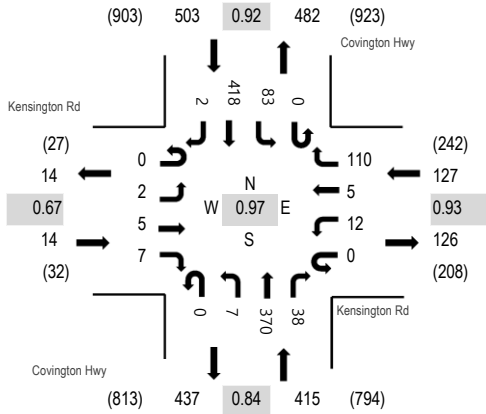 (903) 503 0.92 482 (923)
Covington Hwy
Kensington Rd
2 418 83 0
(27) (242)
14 0 110 127
2 N 5
0.67 W 0.97 E 0.93
5 S 12
14 7 0 126
(32) (208)
0 7 370 38
Kensington Rd
Covington Hwy
(813) 437 0.84 415 (794)